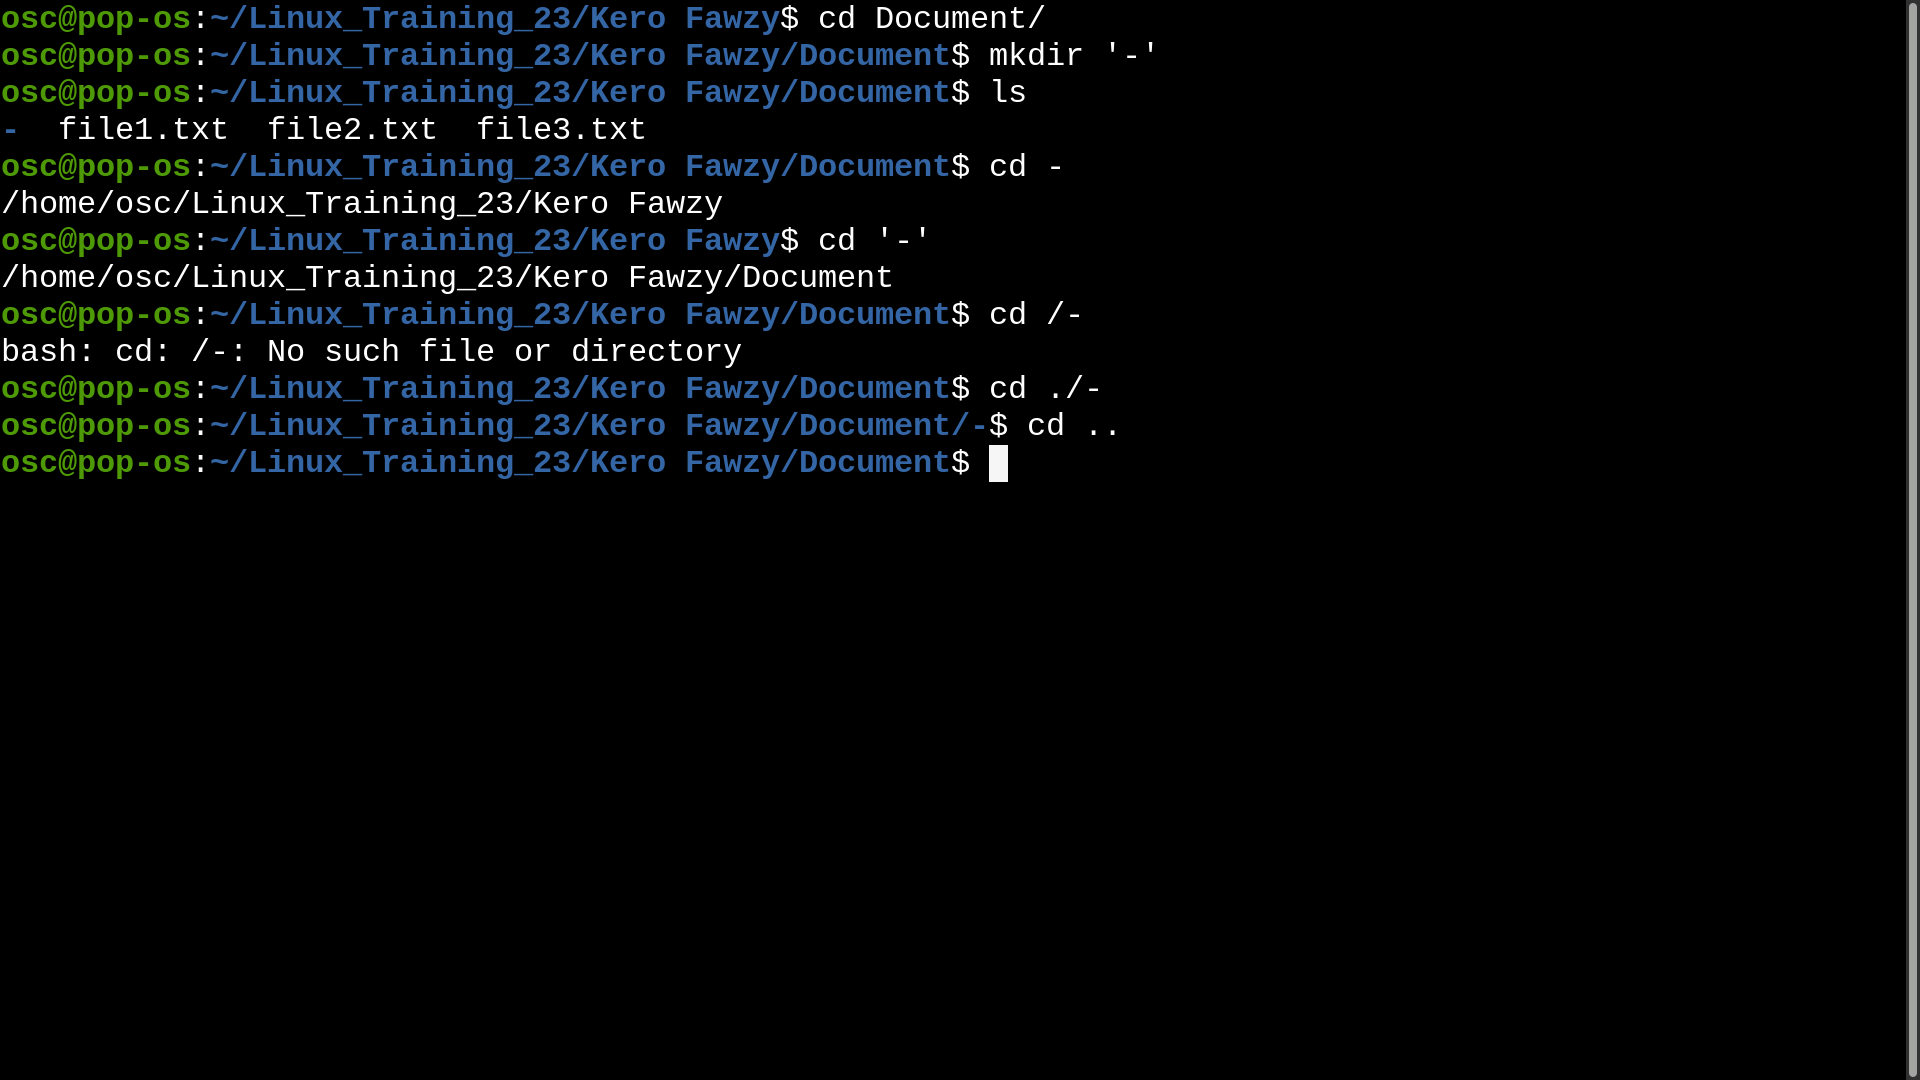 osc@pop-os:~/Linux_Training_23/Kero Fawzy$ cd Document/
osc@pop-os:~/Linux_Training_23/Kero Fawzy/Document$ mkdir '-'
osc@pop-os:~/Linux_Training_23/Kero Fawzy/Document$ ls
-  file1.txt  file2.txt  file3.txt
osc@pop-os:~/Linux_Training_23/Kero Fawzy/Document$ cd -
/home/osc/Linux_Training_23/Kero Fawzy
osc@pop-os:~/Linux_Training_23/Kero Fawzy$ cd '-'
/home/osc/Linux_Training_23/Kero Fawzy/Document
osc@pop-os:~/Linux_Training_23/Kero Fawzy/Document$ cd /-
bash: cd: /-: No such file or directory
osc@pop-os:~/Linux_Training_23/Kero Fawzy/Document$ cd ./-
osc@pop-os:~/Linux_Training_23/Kero Fawzy/Document/-$ cd ..
osc@pop-os:~/Linux_Training_23/Kero Fawzy/Document$